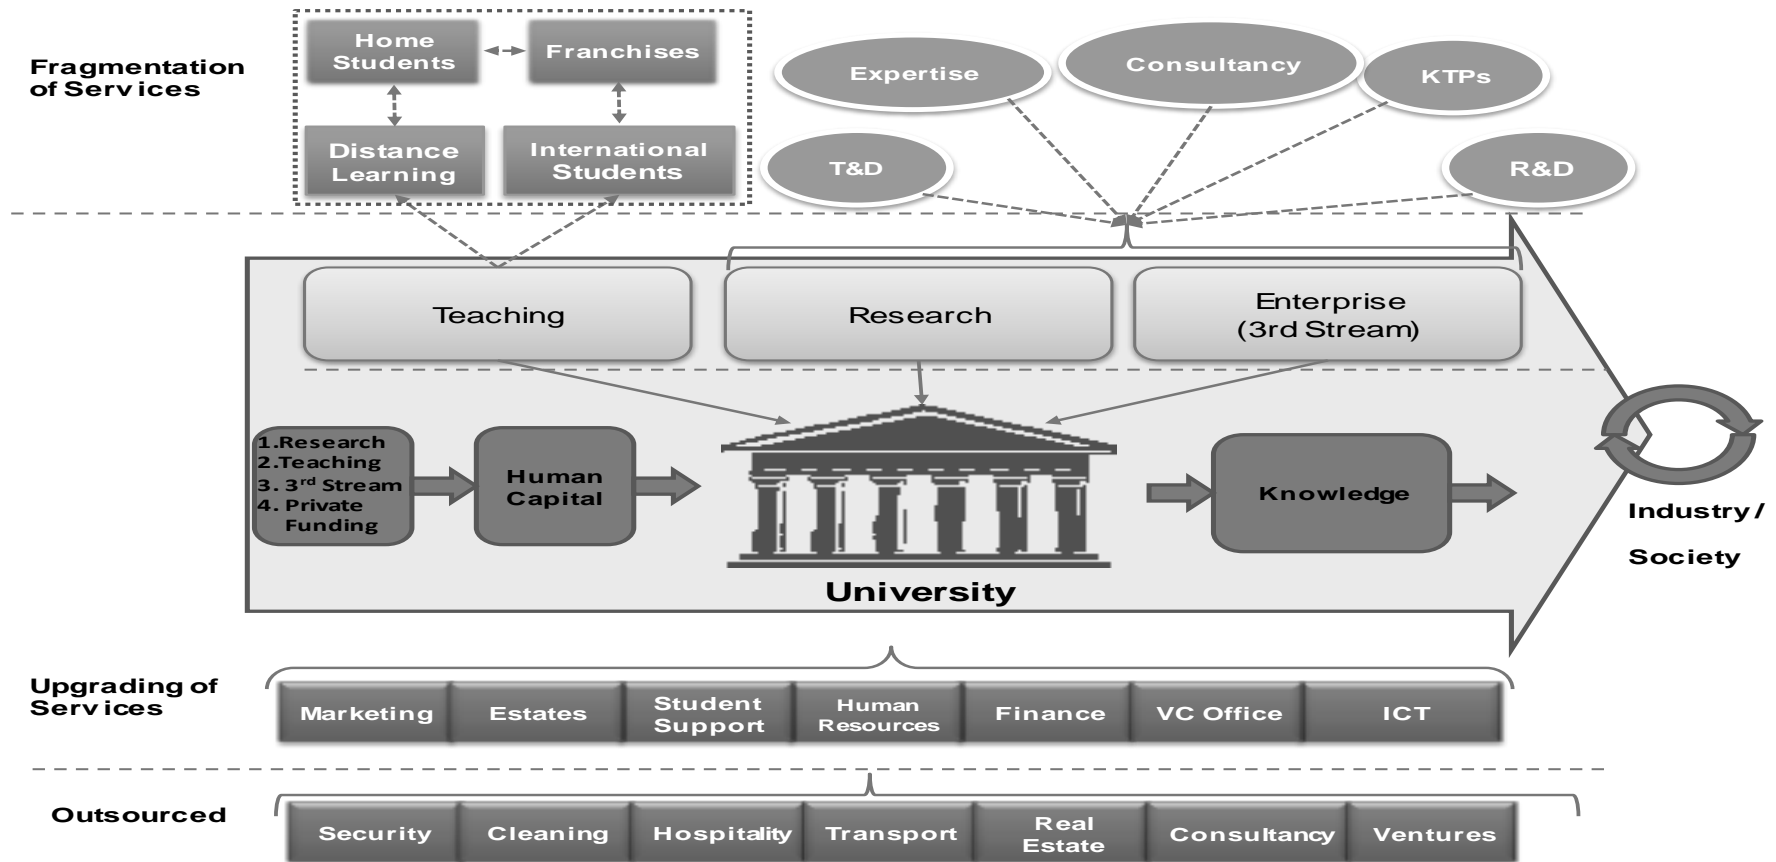 Fragmentation
of Services
Home
Students
Franchises
Distance
Learning
International
Students
Expertise
Consultancy
KTPs
T&D
R&D
Teaching
Research
Enterprise
(3rd Stream)
1.Research
2.Teaching
3. 3rd Stream
4. Private
Funding
Human
Capital
University
Knowledge
Industry /
Society
Upgrading of
Services
Marketing
Estates
Student
Support
Human
Resources
Finance
VC Office
ICT
Outsourced
Security
Cleaning
Hospitality
Transport
Real
Estate
Consultancy
Ventures